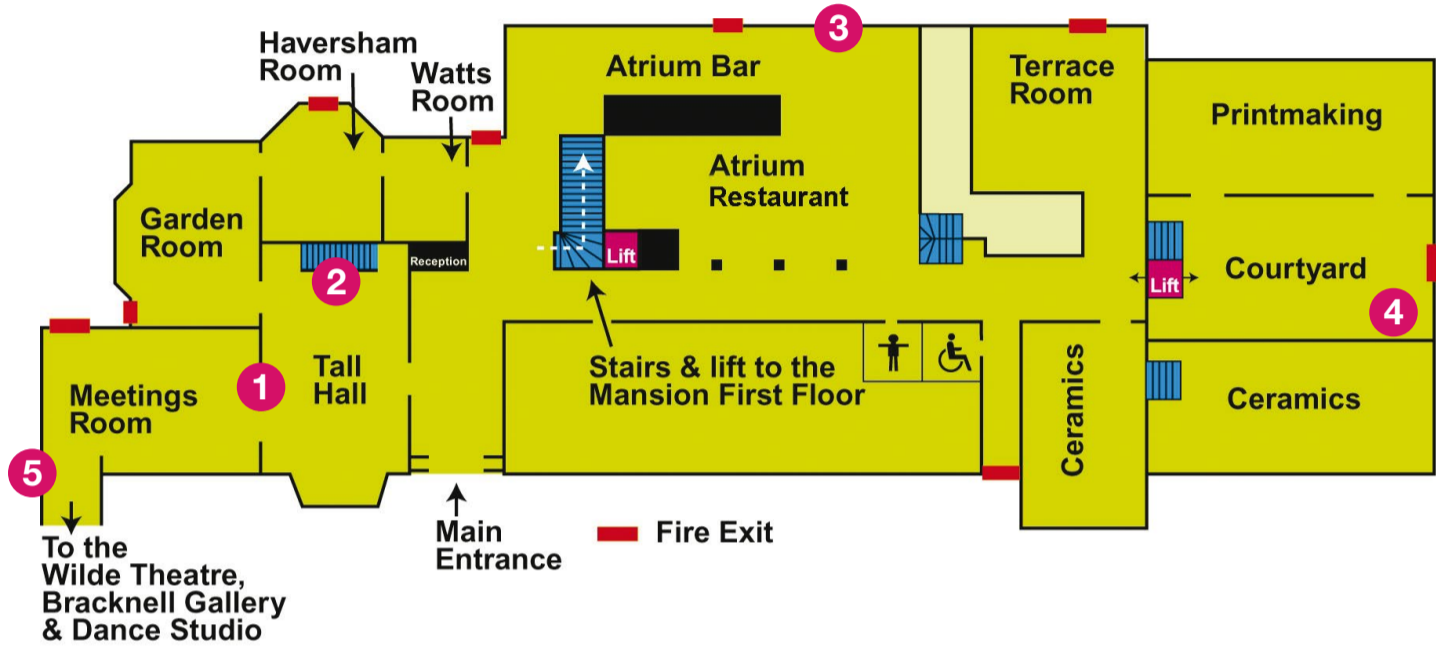 Haversham
Room
Watts
Room
3
Atrium Bar
Terrace
Room
Printmaking
Atrium
Restaurant
Garden
Room
Reception
Lift
2
Courtyard
Lift
4
Tall
Hall
1
Meetings
Room
Stairs & lift to the
Mansion First Floor
Ceramics
Ceramics
5
Main
Entrance
Fire Exit
To the
Wilde Theatre,
Bracknell Gallery
& Dance Studio